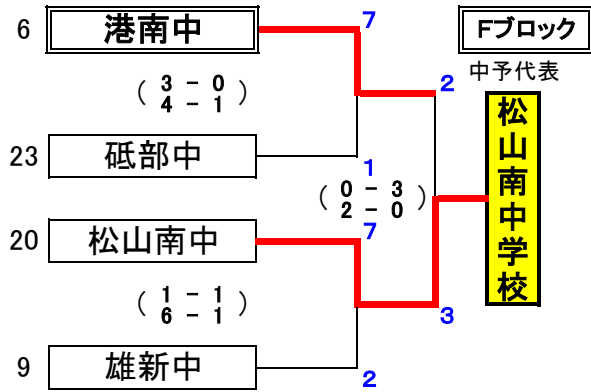 6 港南中 7 Fブロック
中予代表
( 3 - 0
4 - 1 )
2
23 砥部中 1
( 0 - 3
2 - 0 )
松山南中学校
20 松山南中 7
( 1 - 1
6 - 1 )
3
9 雄新中 2